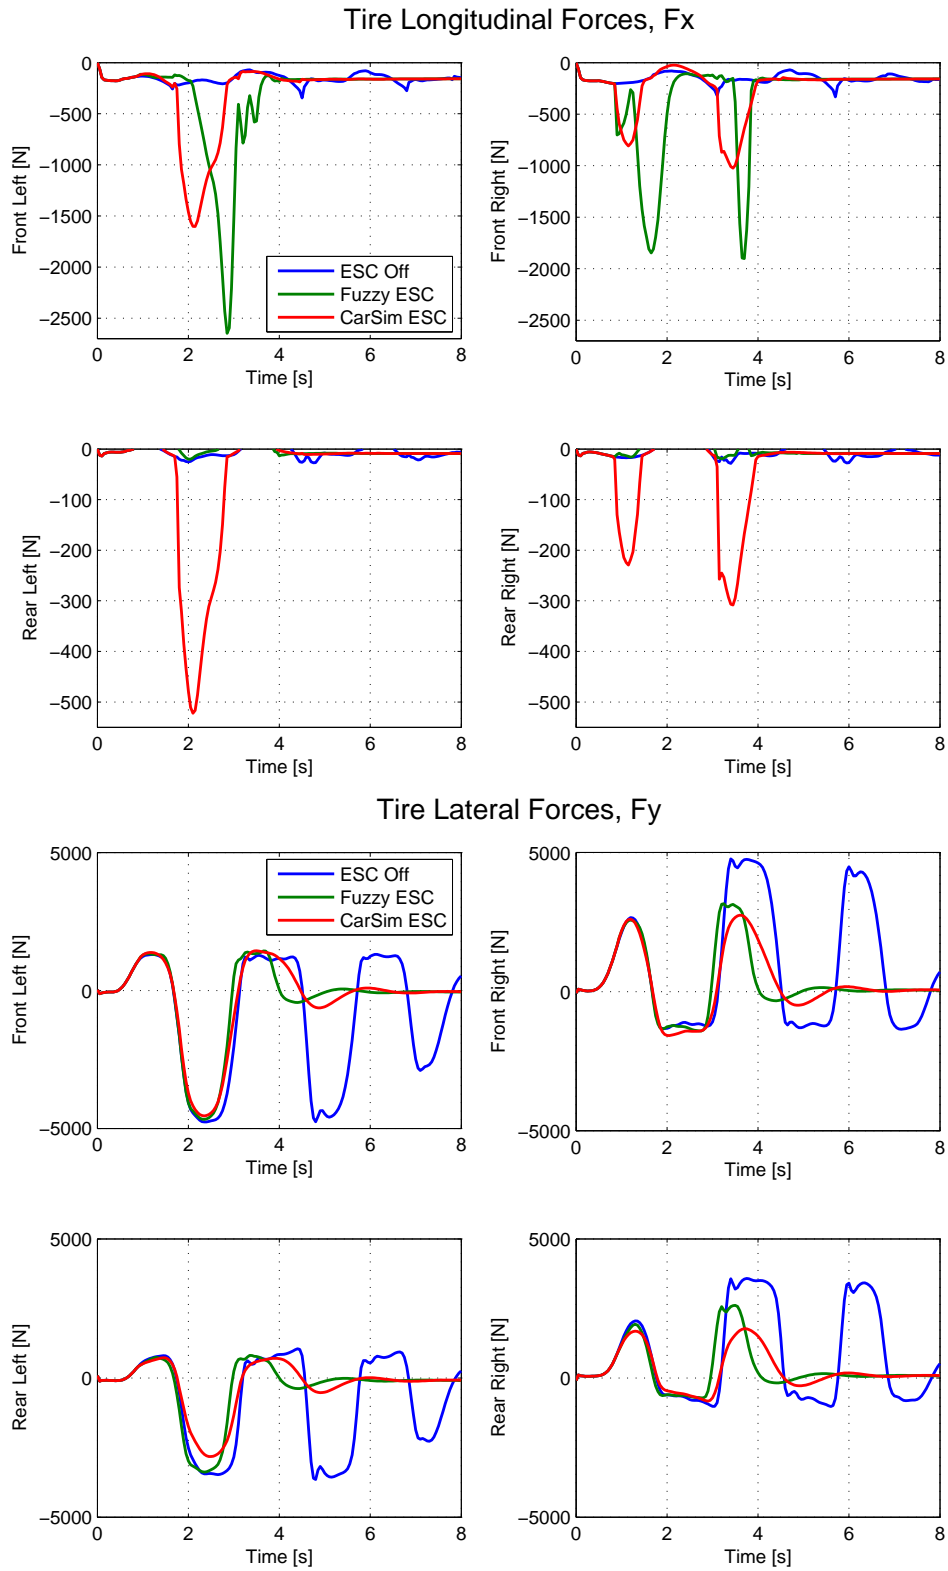 Tire Longitudinal Forces, Fx
0
−500
−1000
−1500
−2000
−2500
Front Left [N]
ESC Off
Fuzzy ESC
CarSim ESC
0 2 4 6 8
Time [s]
0
−500
−1000
−1500
−2000
−2500
Front Right [N]
0 2 4 6 8
Time [s]
0
−100
−200
−300
−400
−500
Rear Left [N]
0 2 4 6 8
Time [s]
0
−100
−200
−300
−400
−500
Rear Right [N]
0 2 4 6 8
Time [s]
Tire Lateral Forces, Fy
5000
0
−5000
Front Left [N]
ESC Off
Fuzzy ESC
CarSim ESC
0 2 4 6 8
Time [s]
5000
0
−5000
Front Right [N]
0 2 4 6 8
Time [s]
5000
0
−5000
Rear Left [N]
0 2 4 6 8
Time [s]
5000
0
−5000
Rear Right [N]
0 2 4 6 8
Time [s]